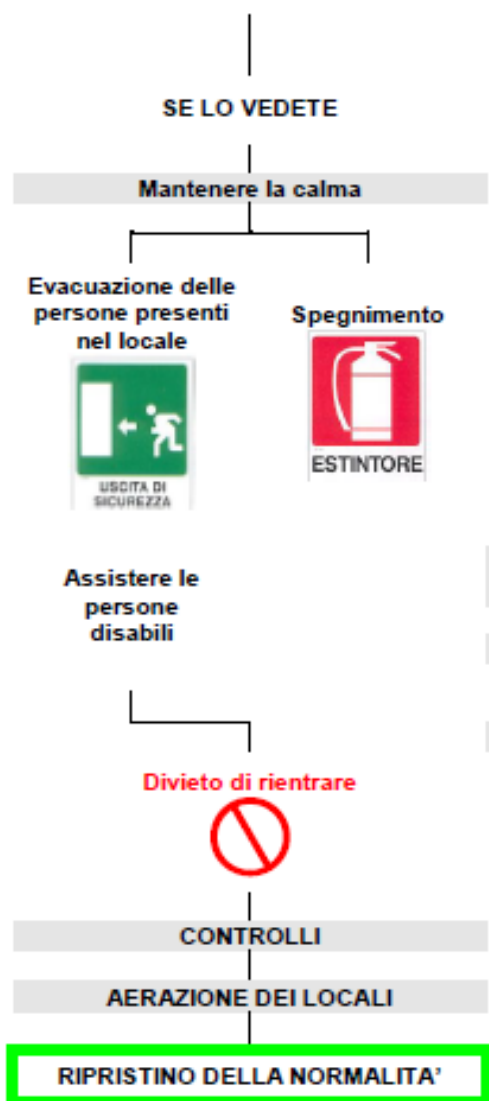 SE LO VEDETE
Mantenere la calma
Evacuazione delle
persone presenti
nel locale
Spegnimento
USCITA DI
SICUREZZA
ESTINTORE
Assistere le
persone
disabili
Divieto di rientrare
CONTROLLI
AERAZIONE DEI LOCALI
RIPRISTINO DELLA NORMALITA'